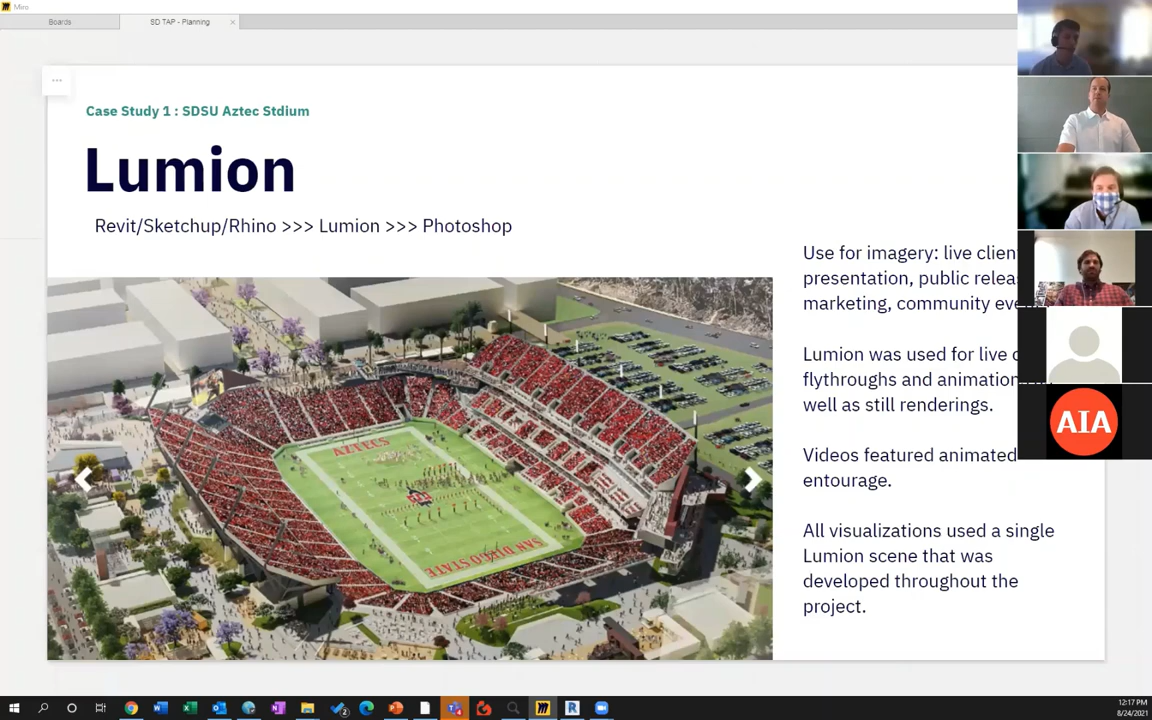 Miro
Boards
SD TAP - Planning
Case Study 1 : SDSU Aztec Stdium
Lumion
Revit/Sketchup/Rhino >>> Lumion >>> Photoshop
Use for imagery: live clien
presentation, public relea
marketing, community eve
Lumion was used for live
flythroughs and animation
well as still renderings.
Videos featured animated
entourage.
All visualizations used a single
Lumion scene that was
developed throughout the
project.
AZTECS
SAN DIEGO STATE
AIA
12:17 PM
8/24/2021